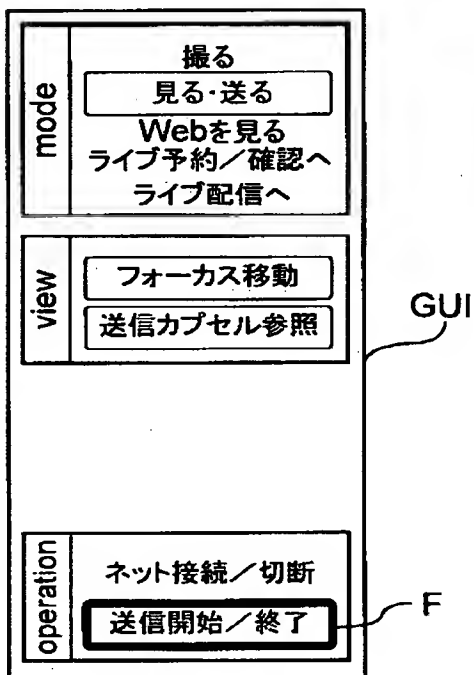 mode
撮る
見る・送る
Webを見る
ライブ予約／確認へ
ライブ配信へ
view
フォーカス移動
送信カプセル参照
GUI
operation
ネット接続／切断
送信開始／終了
F